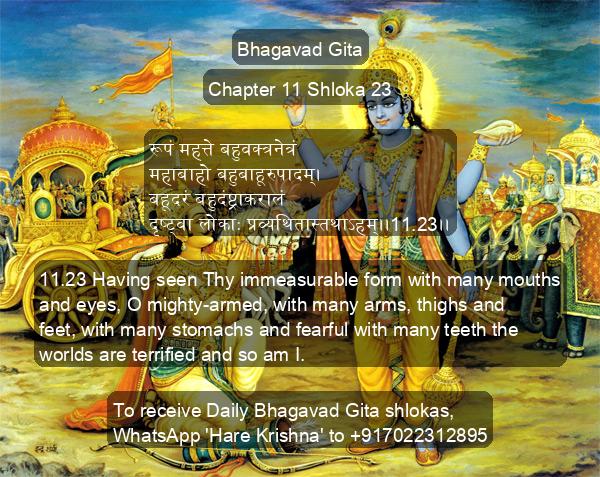 Bhagavad Gita
Chapter 11 Shloka 23
रूपं महत्ते बहुवक्त्रनेत्रं
महाबाहो बहुबाहूरुपादम्।
बहूदरं बहुदंष्ट्राकरालं
दृष्ट्वा लोकाः प्रव्यथितास्तथाऽहम्।।11.23।।
11.23 Having seen Thy immeasurable form with many mouths
and eyes, O mighty-armed, with many arms, thighs and
feet, with many stomachs and fearful with many teeth the
worlds are terrified and so am I.
To receive Daily Bhagavad Gita shlokas,
WhatsApp 'Hare Krishna' to +917022312895